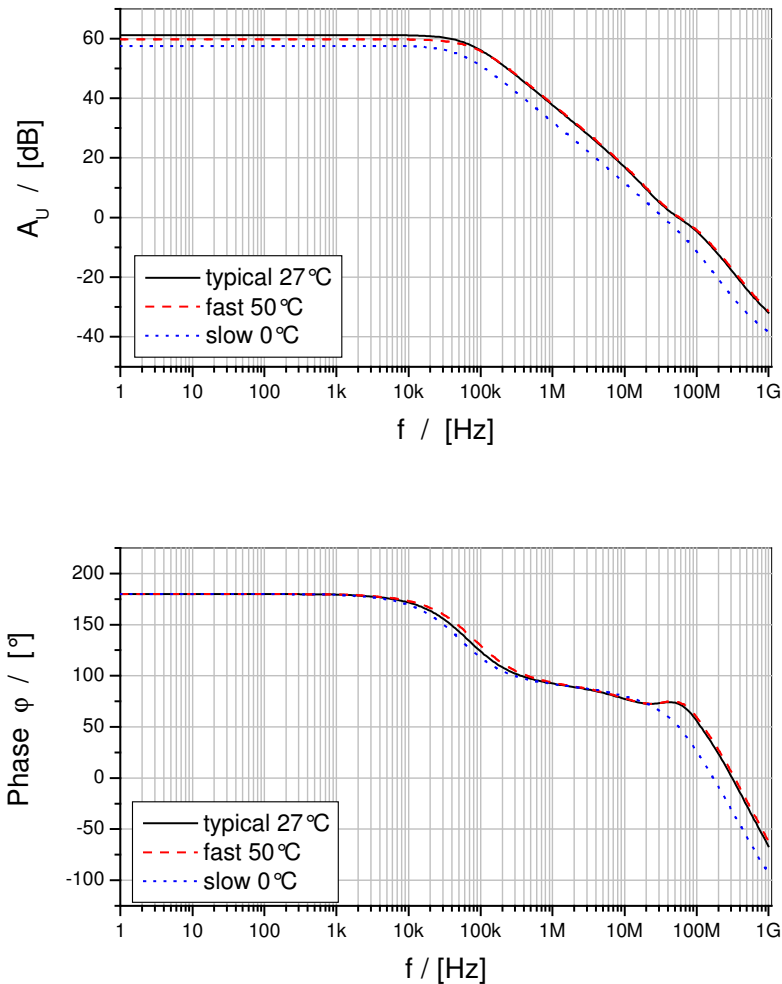 60
40
20
0
-20
-40
A_U / [dB]
typical 27°C
fast 50°C
slow 0°C
1 10 100 1k 10k 100k 1M 10M 100M 1G
f / [Hz]
200
150
100
50
0
-50
-100
Phase φ / [°]
typical 27°C
fast 50°C
slow 0°C
1 10 100 1k 10k 100k 1M 10M 100M 1G
f / [Hz]